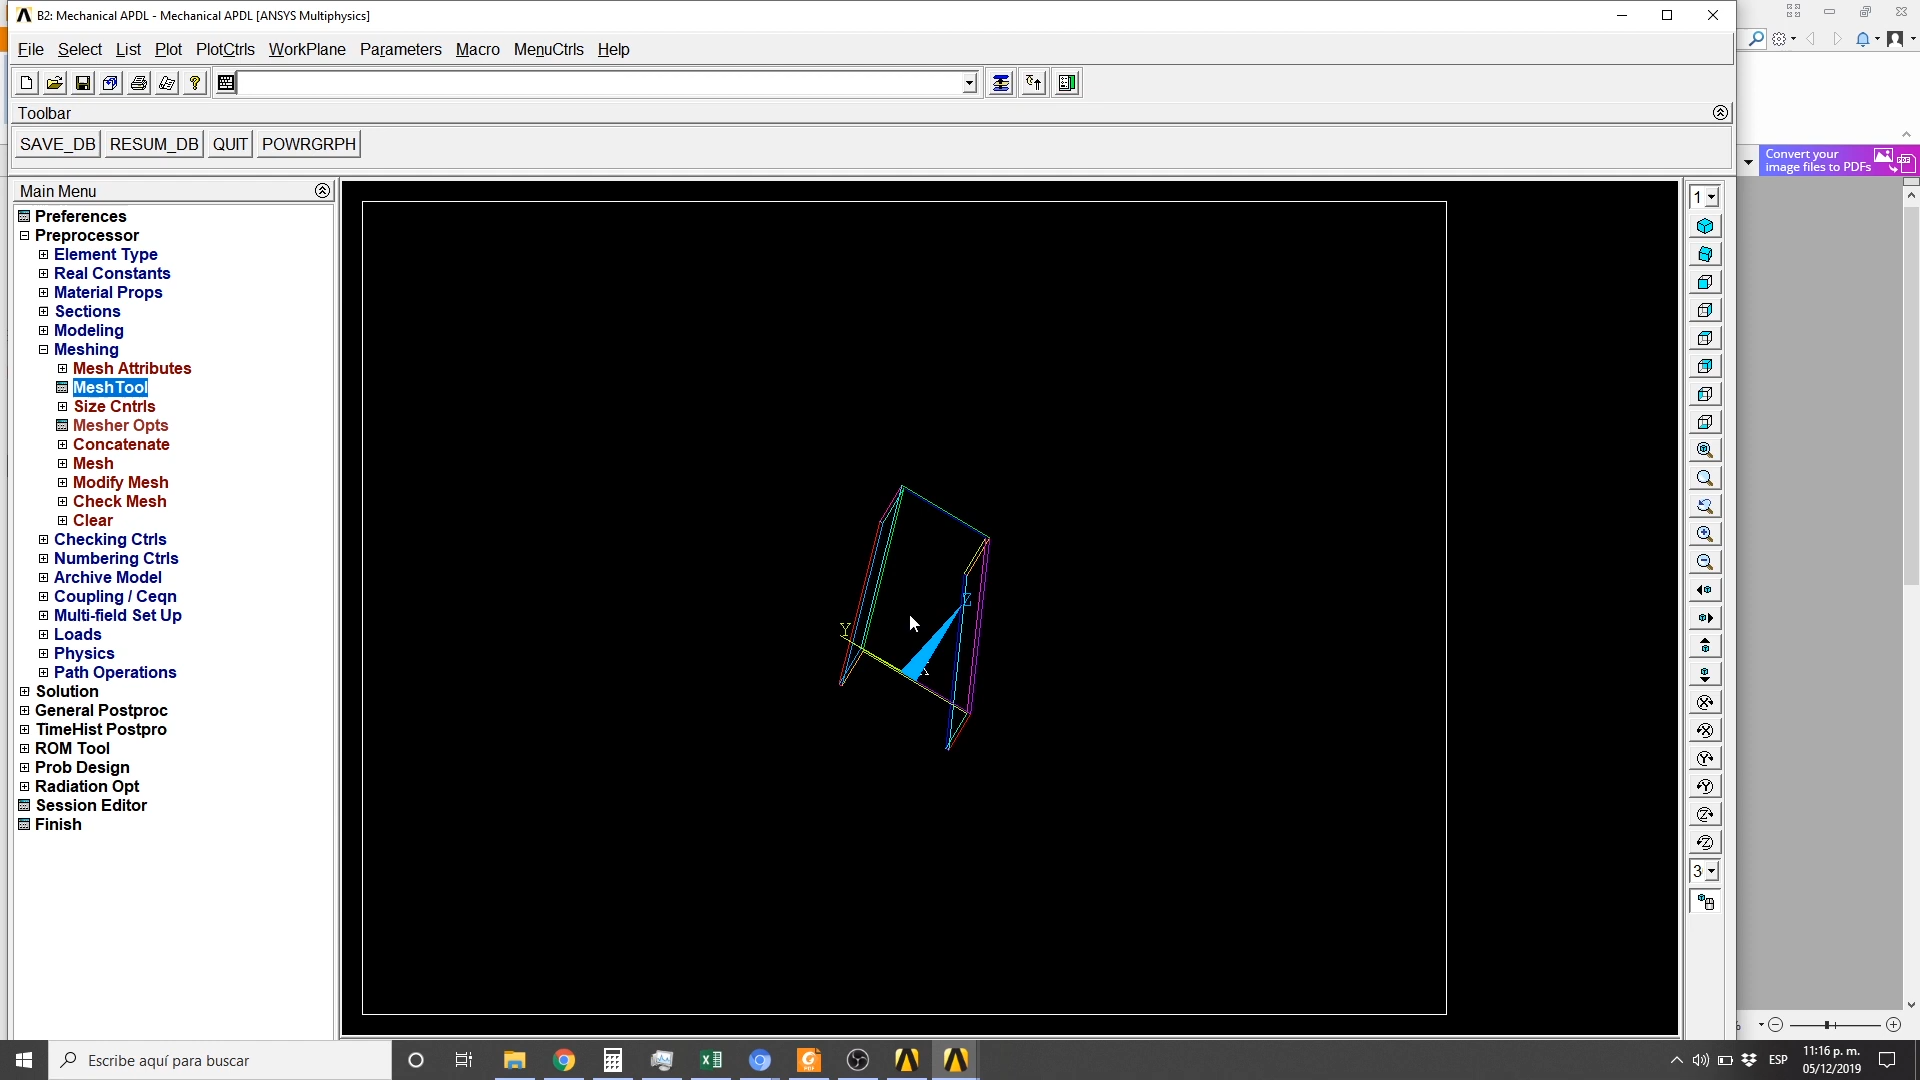 B2: Mechanical APDL - Mechanical APDL [ANSYS Multiphysics]
File Select List Plot PlotCtrls WorkPlane Parameters Macro MenuCtrls Help
Toolbar
SAVE_DB RESUM_DB QUIT POWRGRPH
Convert your
image files to PDFs
Main Menu
Preferences
Preprocessor
Element Type
Real Constants
Material Props
Sections
Modeling
Meshing
Mesh Attributes
MeshTool
Size Cntrls
Mesher Opts
Concatenate
Mesh
Modify Mesh
Check Mesh
Clear
Checking Ctrls
Numbering Ctrls
Archive Model
Coupling / Ceqn
Multi-field Set Up
Loads
Physics
Path Operations
Solution
General Postproc
TimeHist Postpro
ROM Tool
Prob Design
Radiation Opt
Session Editor
Finish
Y
Z
X
1
3
Escribe aquí para buscar
ESP
11:16 p. m.
05/12/2019